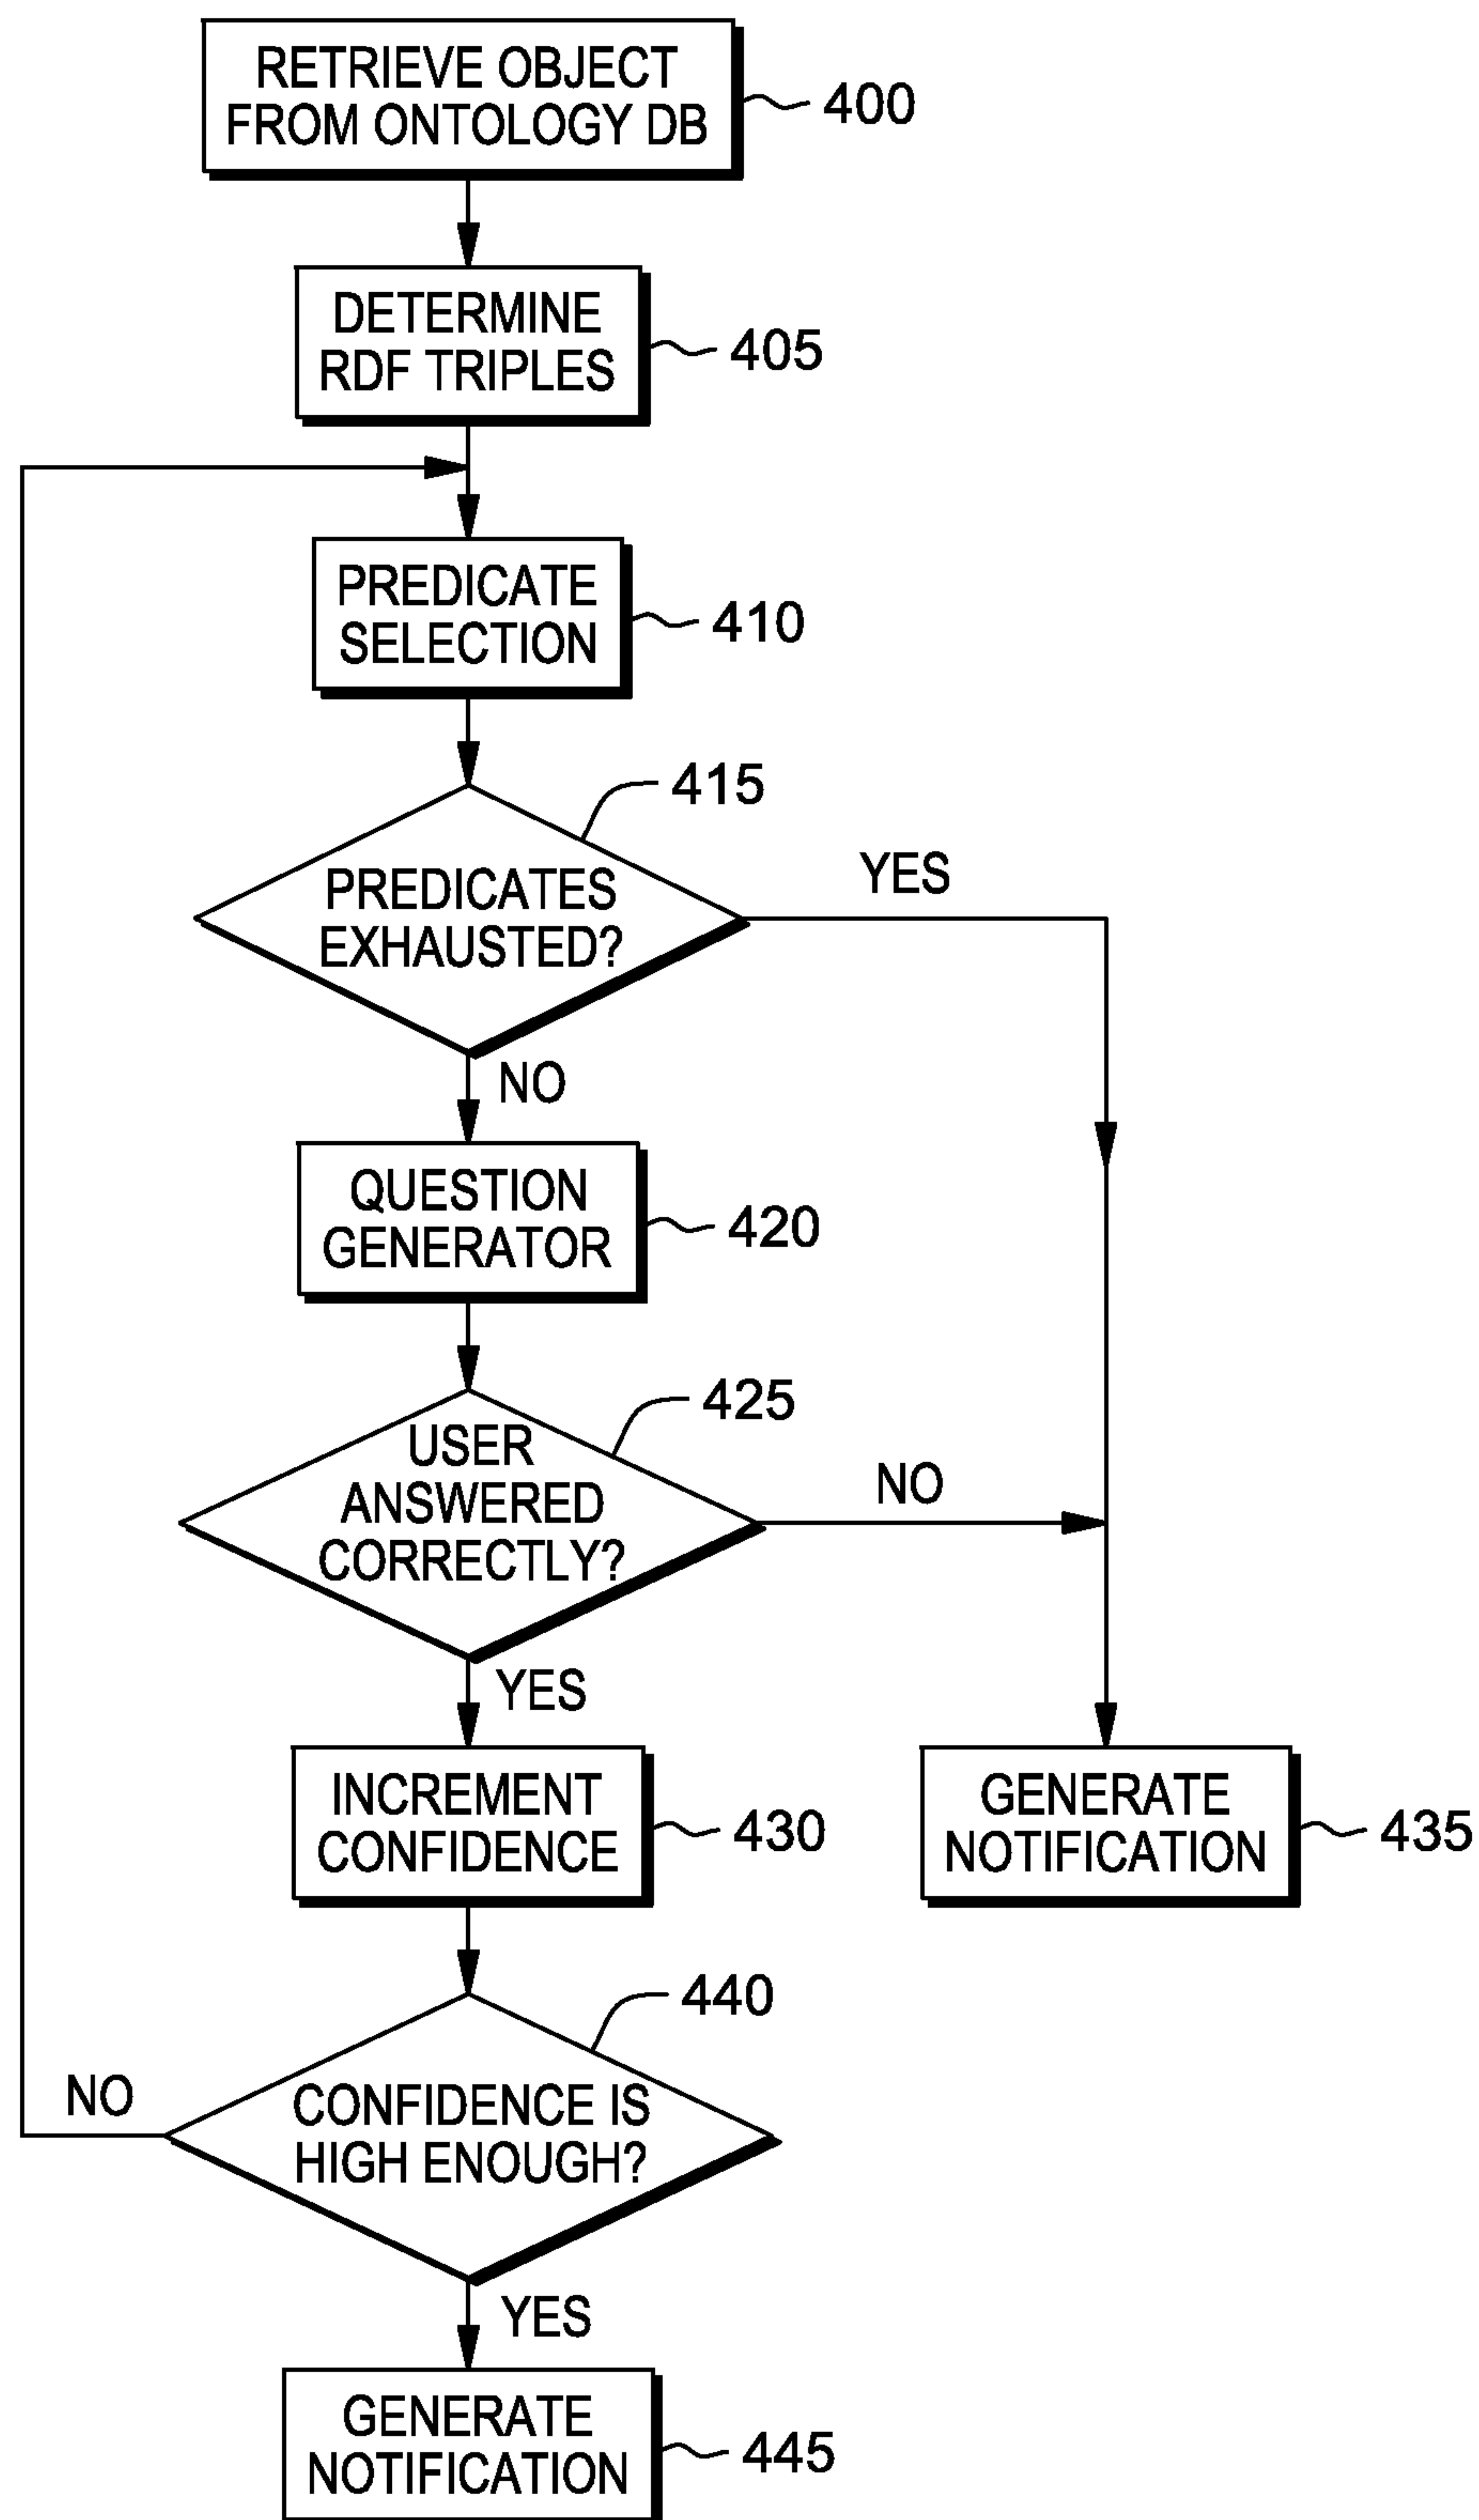 RETRIEVE OBJECT
FROM ONTOLOGY DB
400
DETERMINE
RDF TRIPLES
405
PREDICATE
SELECTION
410
415
PREDICATES
EXHAUSTED?
YES
NO
QUESTION
GENERATOR
420
425
USER
ANSWERED
CORRECTLY?
NO
YES
INCREMENT
CONFIDENCE
430
GENERATE
NOTIFICATION
435
440
CONFIDENCE IS
HIGH ENOUGH?
NO
YES
GENERATE
NOTIFICATION
445